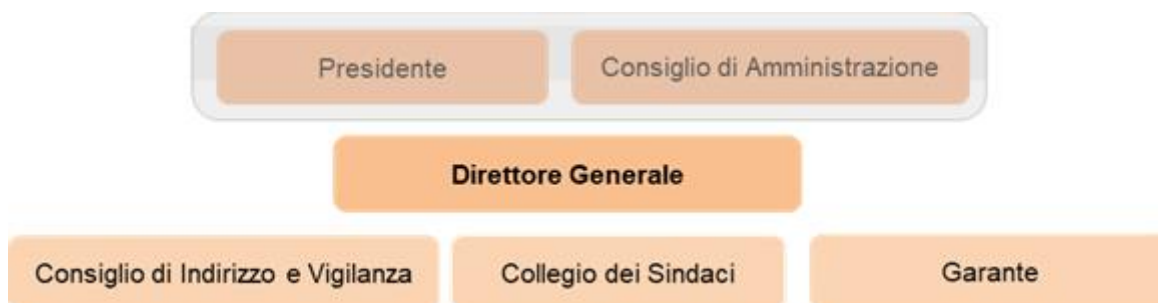 Presidente
Consiglio di Amministrazione
Direttore Generale
Consiglio di Indirizzo e Vigilanza
Collegio dei Sindaci
Garante